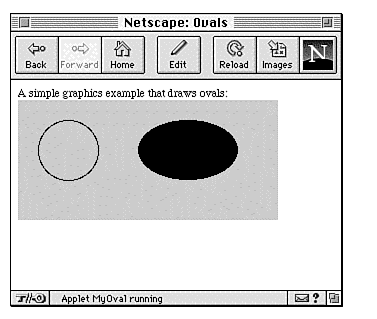 Netscape: Ovals
Back Forward Home Edit Reload Images N
A simple graphics example that draws ovals:
Applet MyOval running ?